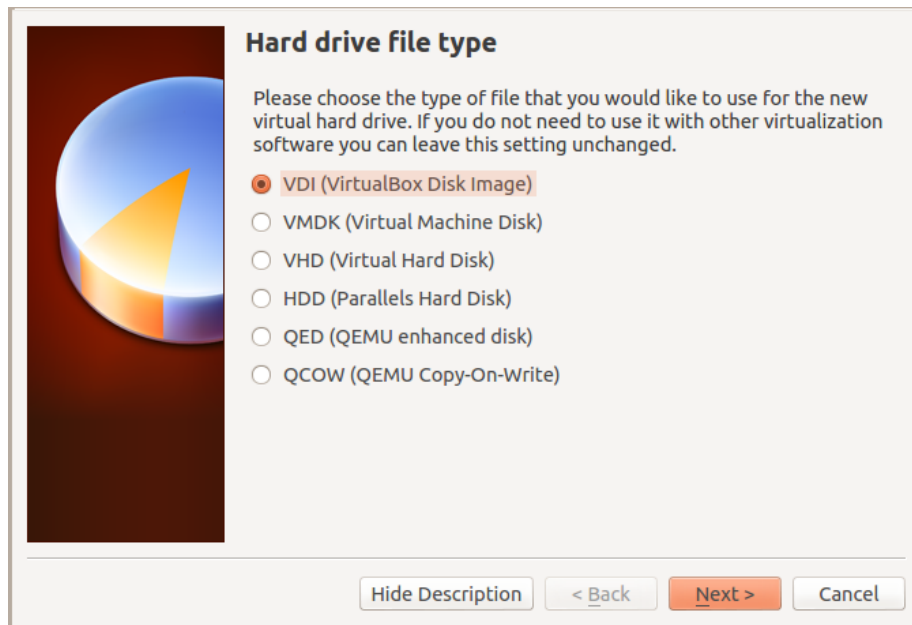 Hard drive file type
Please choose the type of file that you would like to use for the new
virtual hard drive. If you do not need to use it with other virtualization
software you can leave this setting unchanged.
VDI (VirtualBox Disk Image)
VMDK (Virtual Machine Disk)
VHD (Virtual Hard Disk)
HDD (Parallels Hard Disk)
QED (QEMU enhanced disk)
QCOW (QEMU Copy-On-Write)
Hide Description < Back Next > Cancel